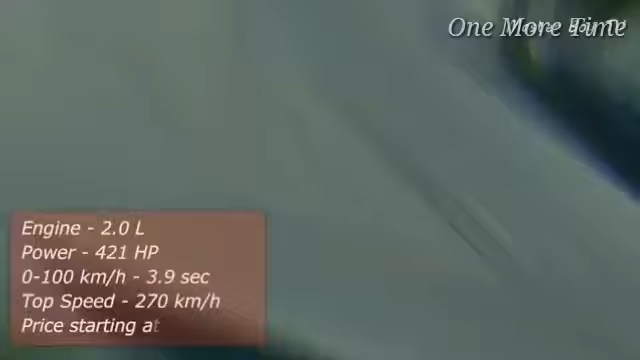 One More Time
Engine - 2.0 L
Power - 421 HP
0-100 km/h - 3.9 sec
Top Speed - 270 km/h
Price starting at